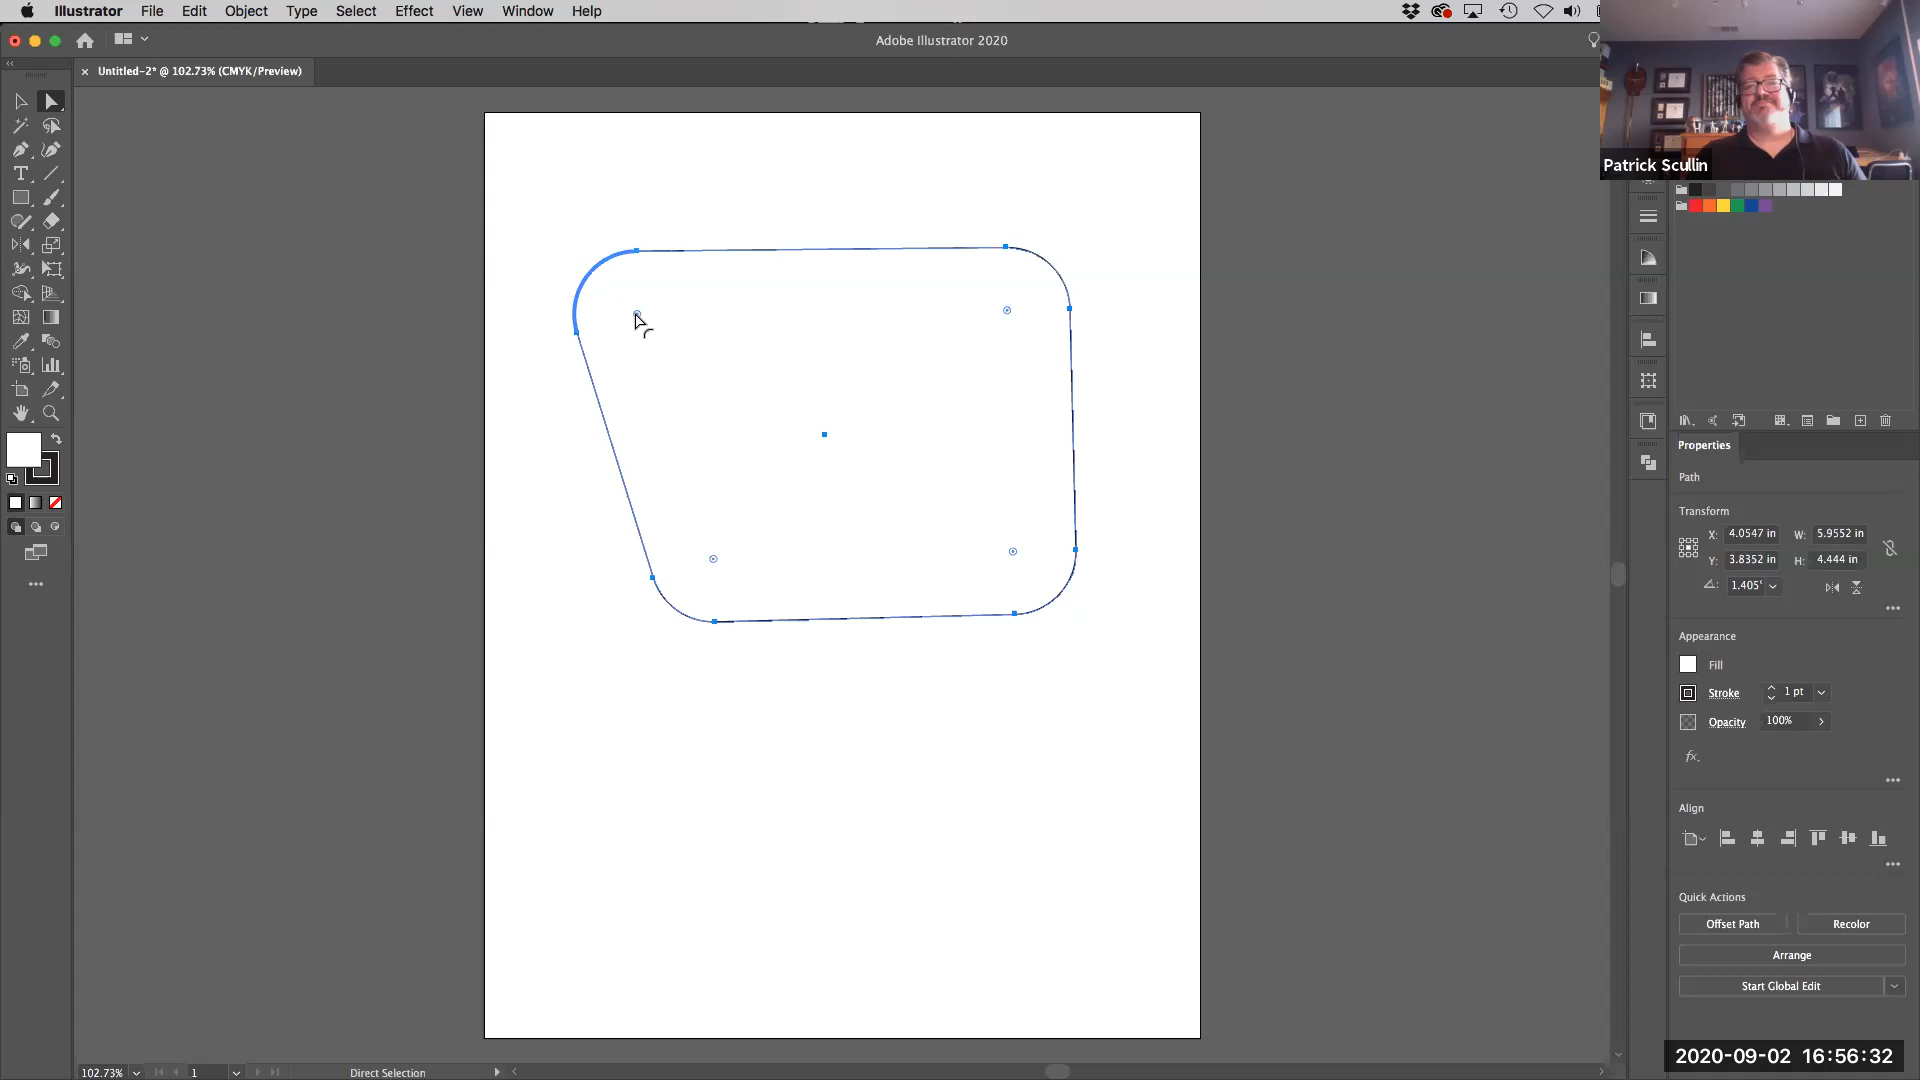 Illustrator File Edit Object Type Select Effect View Window Help
Adobe Illustrator 2020
× Untitled-2* @ 102.73% (CMYK/Preview)
Patrick Scullin
Properties
Path
Transform
X: 4.0547 in W: 5.9552 in
Y: 3.8352 in H: 4.444 in
1.405°
Appearance
Fill
Stroke 1 pt
Opacity 100%
fx.
Align
Quick Actions
Offset Path Recolor
Arrange
Start Global Edit
2020-09-02 16:56:32
102.73% 1 Direct Selection